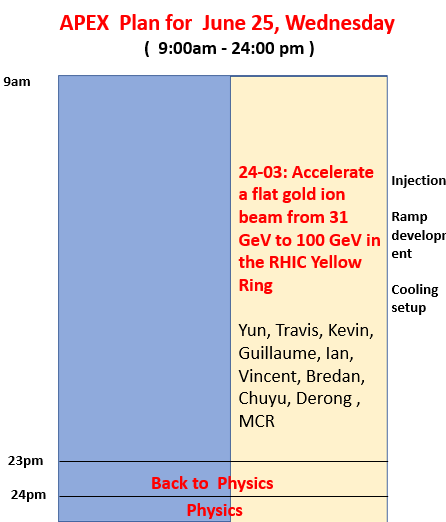 APEX Plan for June 25, Wednesday
( 9:00am - 24:00 pm )
9am
24-03: Accelerate
a flat gold ion
beam from 31
GeV to 100 GeV in
the RHIC Yellow
Ring
Yun, Travis, Kevin,
Guillaume, Ian,
Vincent, Bredan,
Chuyu, Derong ,
MCR
Injection
Ramp
developm
ent
Cooling
setup
23pm
Back to Physics
24pm
Physics